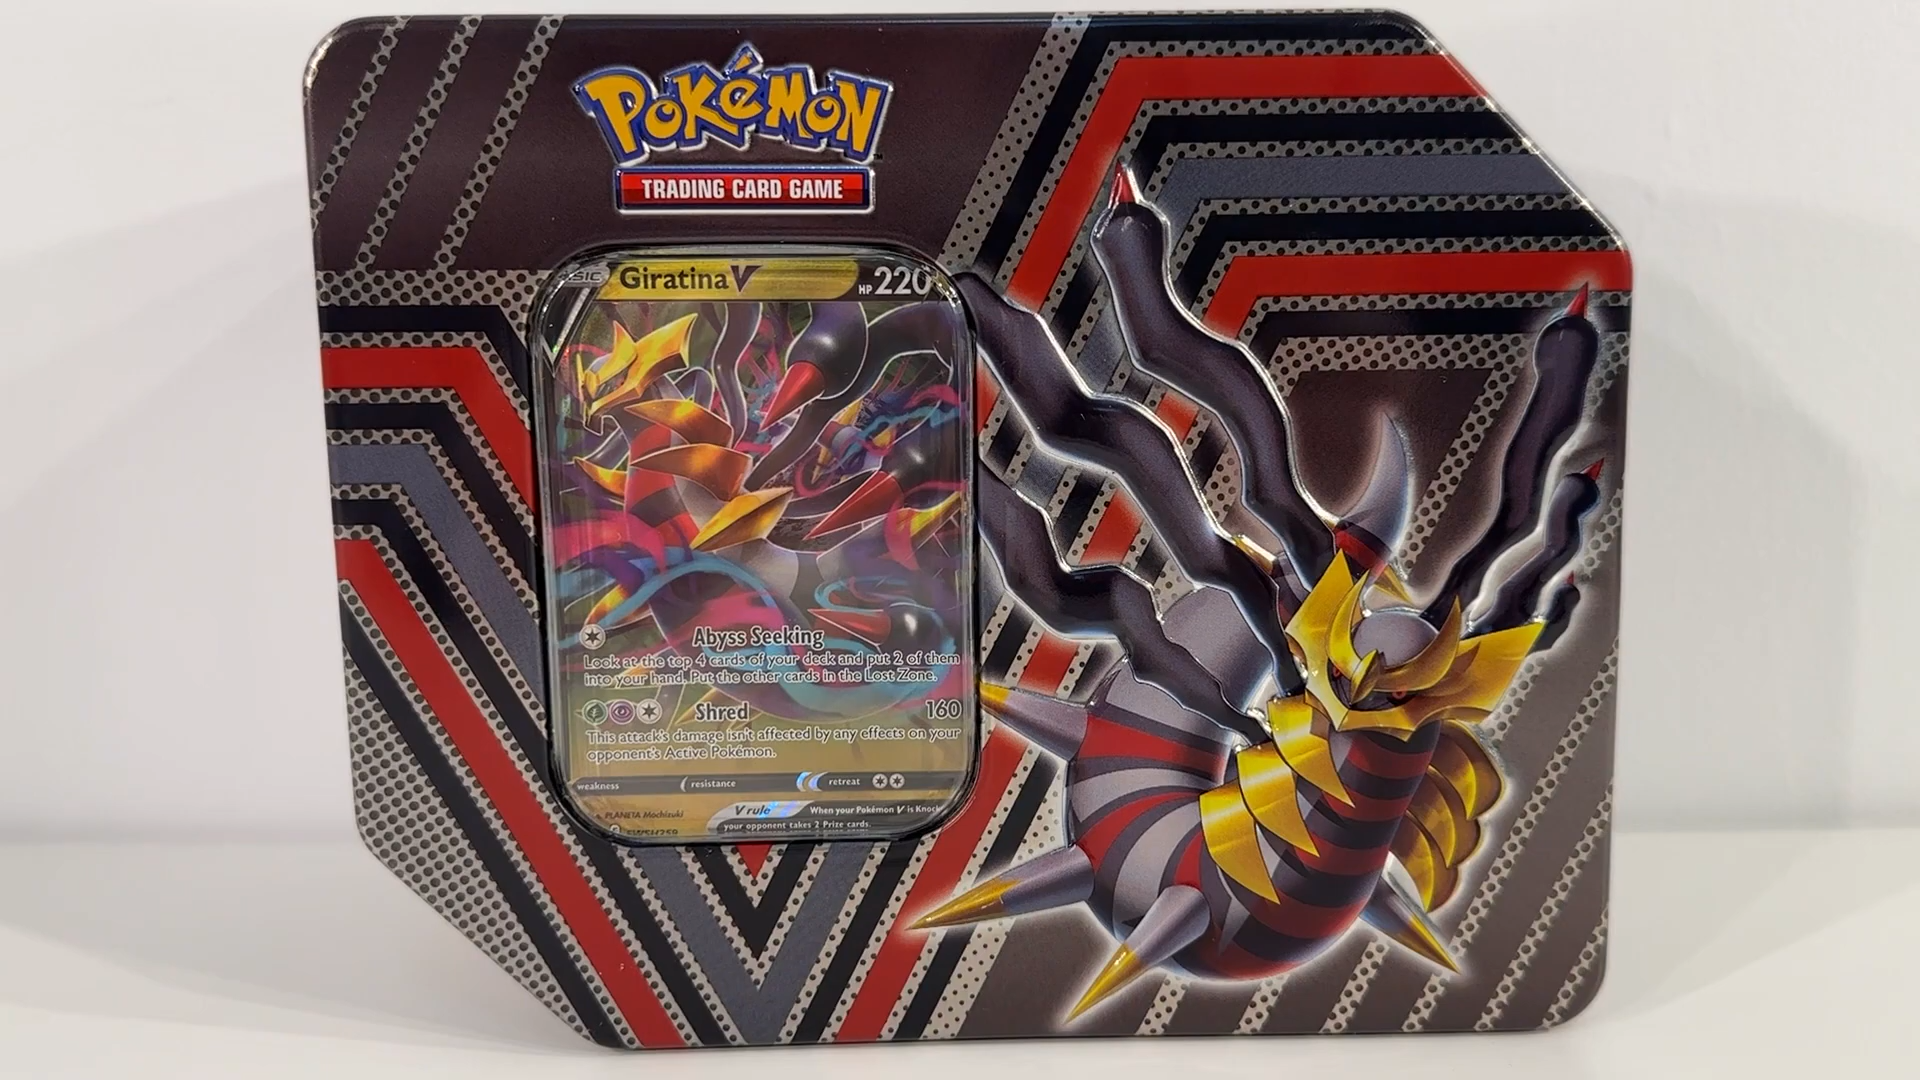 POKéMON
TRADING CARD GAME
Giratina V
HP 220
Abyss Seeking
Look at the top 4 cards of your deck and put 2 of them
into your hand. Put the other cards in the Lost Zone.
Shred 160
This attack's damage isn't affected by any effects on your
opponent's Active Pokémon.
weakness resistance retreat
PLANETA Mochizuki
V rule When your Pokémon V is Knock
your opponent takes 2 Prize cards.